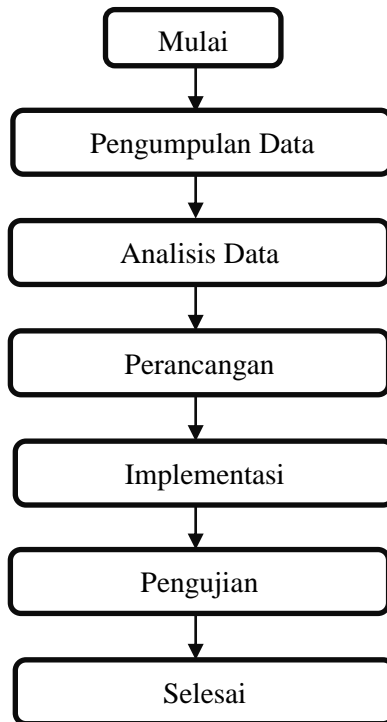 Mulai
Pengumpulan Data
Analisis Data
Perancangan
Implementasi
Pengujian
Selesai